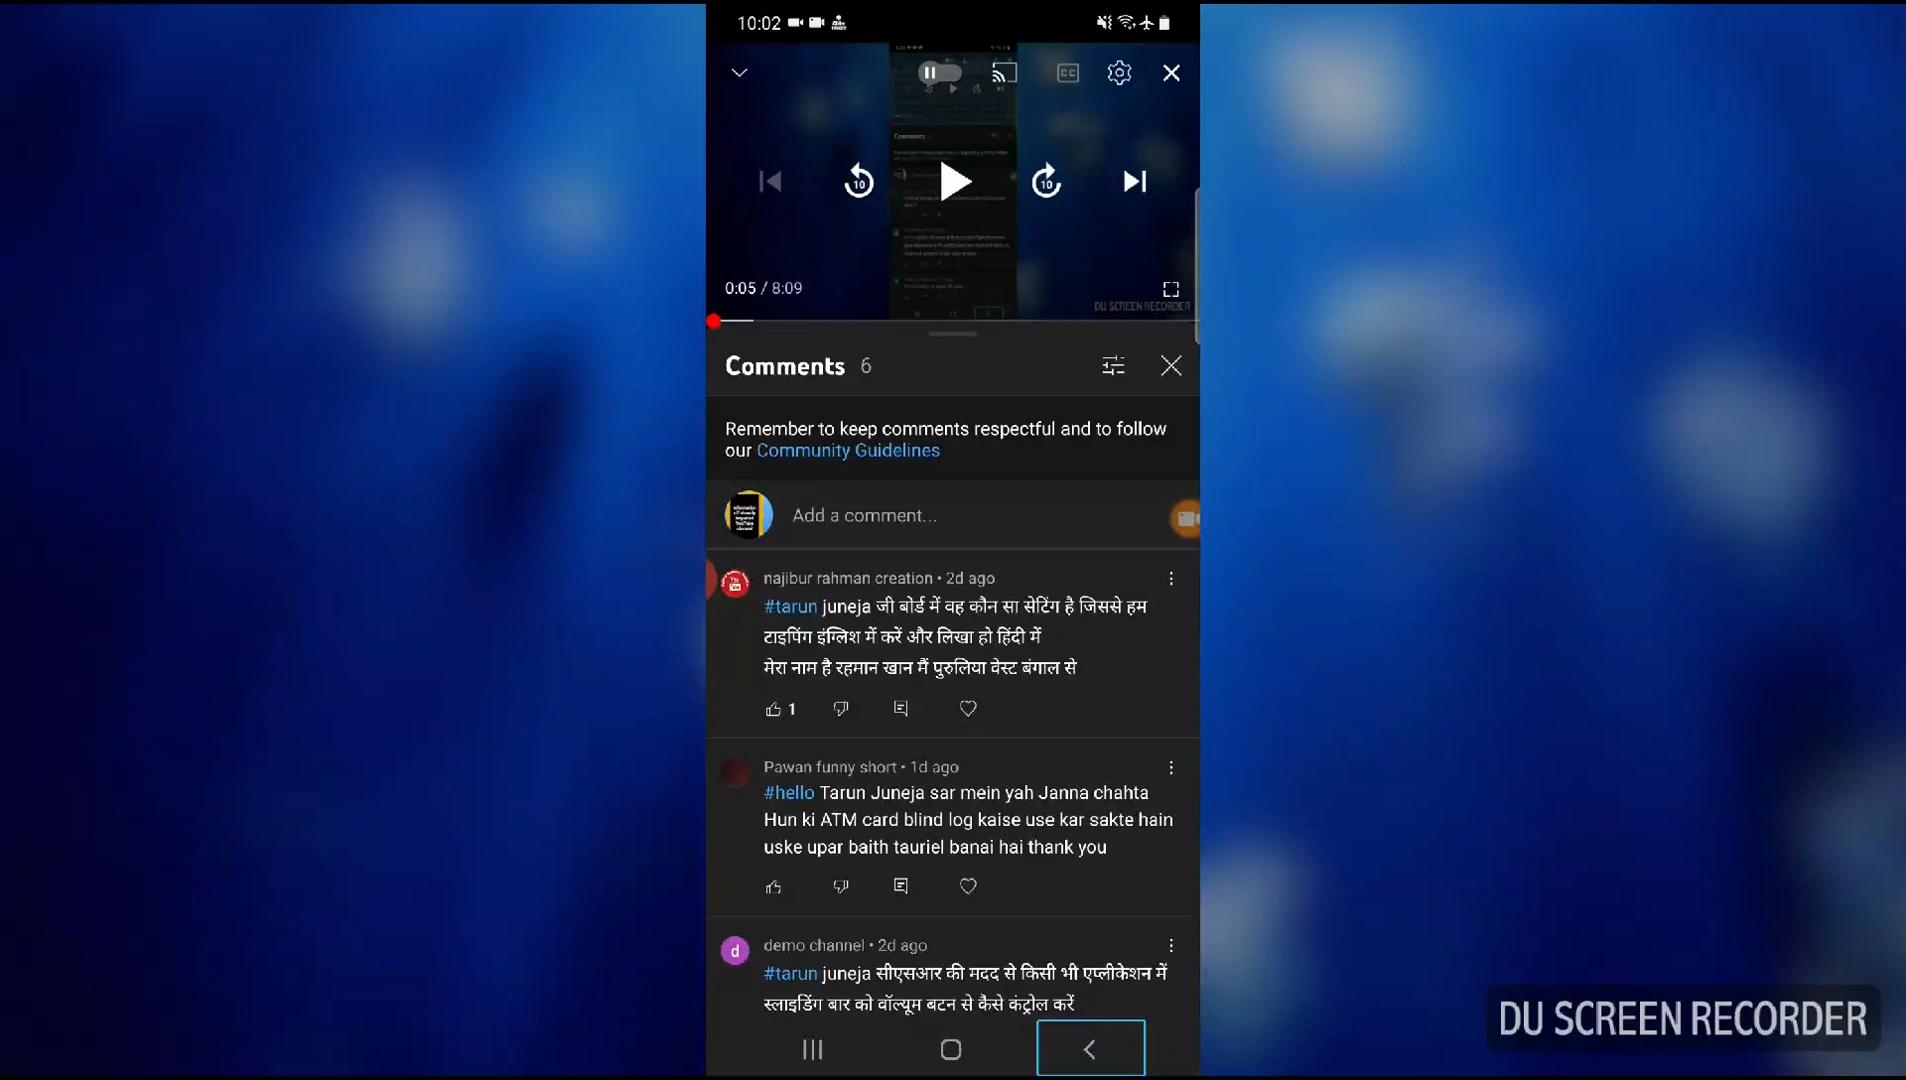 10:02
CC
10
10
0:05 / 8:09
DU SCREEN RECORDER
Comments 6
Remember to keep comments respectful and to follow
our Community Guidelines
Add a comment...
najibur rahman creation • 2d ago
#tarun juneja जी बोर्ड में वह कौन सा सेटिंग है जिससे हम
टाइपिंग इंग्लिश में करें और लिखा हो हिंदी में
मेरा नाम है रहमान खान मैं पुरुलिया वेस्ट बंगाल से
1
Pawan funny short • 1d ago
#hello Tarun Juneja sar mein yah Janna chahta
Hun ki ATM card blind log kaise use kar sakte hain
uske upar baith tauriel banai hai thank you
d
demo channel • 2d ago
#tarun juneja सीएसआर की मदद से किसी भी एप्लीकेशन में
स्लाइडिंग बार को वॉल्यूम बटन से कैसे कंट्रोल करें
DU SCREEN RECORDER